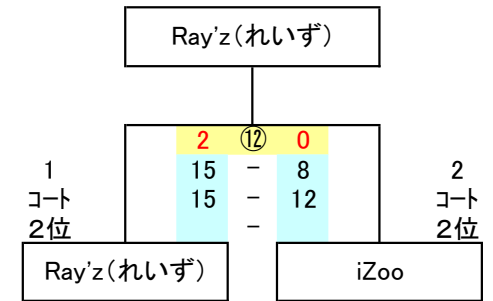 Ray'z(れいず)
2 ⑫ 0
1 15 - 8 2
コート 15 - 12 コート
2位 - 2位
Ray'z(れいず) iZoo